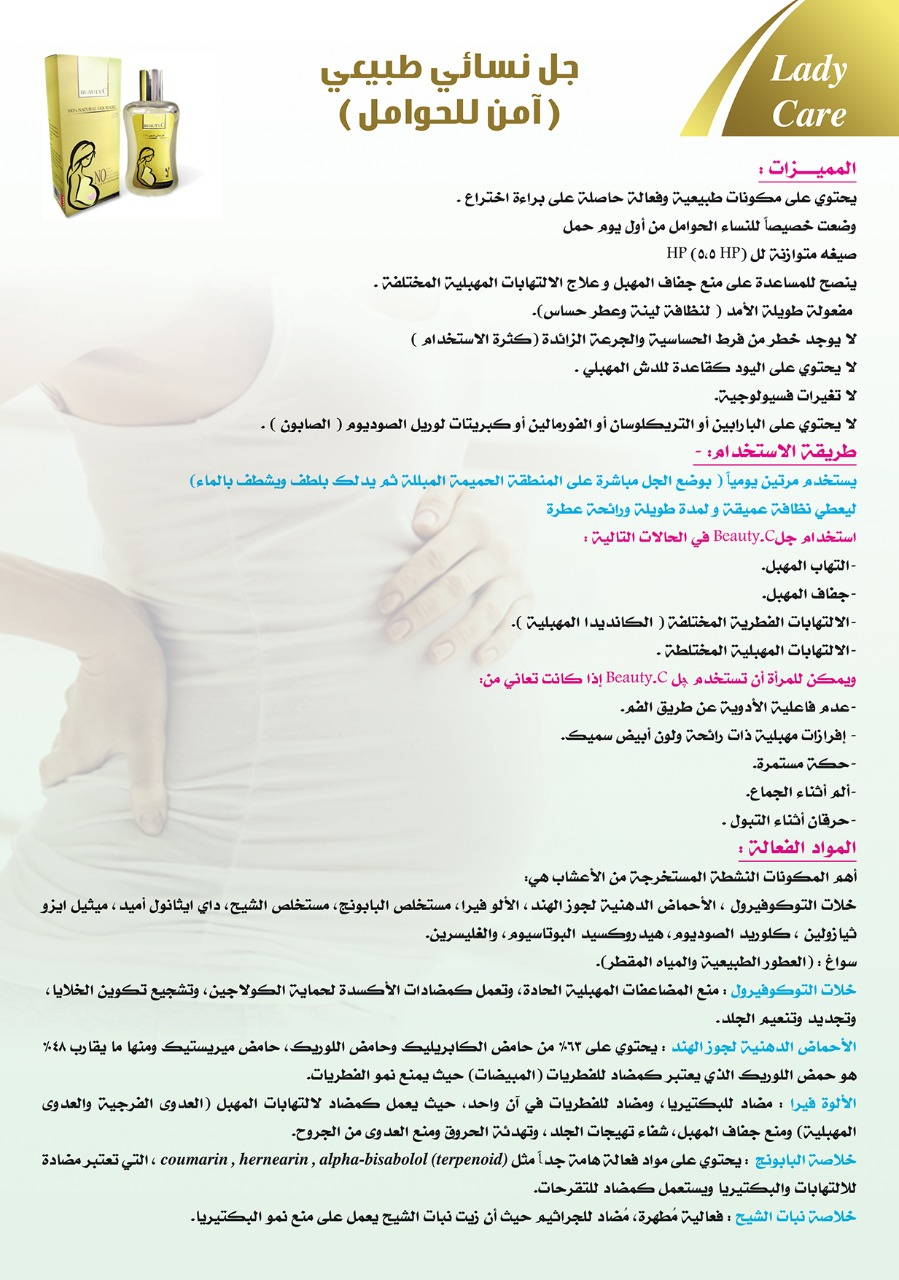 Lady
Care
جل نسائي طبيعي
( آمن للحوامل )
BEAUTY.C
NO
BEAUTY.C
المميـــزات :
يحتوي على مكونات طبيعية وفعالة حاصلة على براءة اختراع .
وضعت خصيصاً للنساء الحوامل من أول يوم حمل
صيغه متوازنة لل HP (٥،٥ HP)
ينصح للمساعدة على منع جفاف المهبل و علاج الالتهابات المهبلية المختلفة .
مفعولة طويلة الأمد ( لنظافة لينة وعطر حساس).
لا يوجد خطر من فرط الحساسية والجرعة الزائدة (كثرة الاستخدام )
لا يحتوي على اليود كقاعدة للدش المهبلي .
لا تغيرات فسيولوجية.
لا يحتوي على البارابين أو التريكلوسان أو الفورمالين أو كبريتات لوريل الصوديوم ( الصابون ) .
طريقة الاستخدام: -
يستخدم مرتين يومياً ( بوضع الجل مباشرة على المنطقة الحميمة المبللة ثم يدلك بلطف ويشطف بالماء)
ليعطي نظافة عميقة و لمدة طويلة ورائحة عطرة
استخدام جل Beauty.C في الحالات التالية :
-التهاب المهبل.
-جفاف المهبل.
-الالتهابات الفطرية المختلفة ( الكانديدا المهبلية ).
-الالتهابات المهبلية المختلطة .
ويمكن للمرأة أن تستخدم جل Beauty.C إذا كانت تعاني من:
-عدم فاعلية الأدوية عن طريق الفم.
- إفرازات مهبلية ذات رائحة ولون أبيض سميك.
-حكة مستمرة.
-ألم أثناء الجماع.
-حرقان أثناء التبول .
المواد الفعالة :
أهم المكونات النشطة المستخرجة من الأعشاب هي:
خلات التوكوفيرول ، الأحماض الدهنية لجوز الهند ، الألو فيرا، مستخلص البابونج، مستخلص الشيح، داي ايثانول أميد ، ميثيل ايزو
ثيازولين ، كلوريد الصوديوم، هيدروكسيد البوتاسيوم، والغليسرين.
سواغ : (العطور الطبيعية والمياه المقطر).
خلات التوكوفيرول : منع المضاعفات المهبلية الحادة، وتعمل كمضادات الأكسدة لحماية الكولاجين، وتشجيع تكوين الخلايا،
وتجديد وتنعيم الجلد.
الأحماض الدهنية لجوز الهند : يحتوي على ٦٣٪ من حامض الكابريليك وحامض اللوريك، حامض ميريستيك ومنها ما يقارب ٤٨٪
هو حمض اللوريك الذي يعتبر كمضاد للفطريات (المبيضات) حيث يمنع نمو الفطريات.
الألوة فيرا : مضاد للبكتيريا، ومضاد للفطريات في آن واحد، حيث يعمل كمضاد لالتهابات المهبل (العدوى الفرجية والعدوى
المهبلية) ومنع جفاف المهبل، شفاء تهيجات الجلد، وتهدئة الحروق ومنع العدوى من الجروح.
خلاصة البابونج : يحتوي على مواد فعالة هامة جداً مثل coumarin , hernearin , alpha-bisabolol (terpenoid) ، التي تعتبر مضادة
للالتهابات والبكتيريا ويستعمل كمضاد للتقرحات.
خلاصة نبات الشيح : فعالية مُطهرة، مُضاد للجراثيم حيث أن زيت نبات الشيح يعمل على منع نمو البكتيريا.